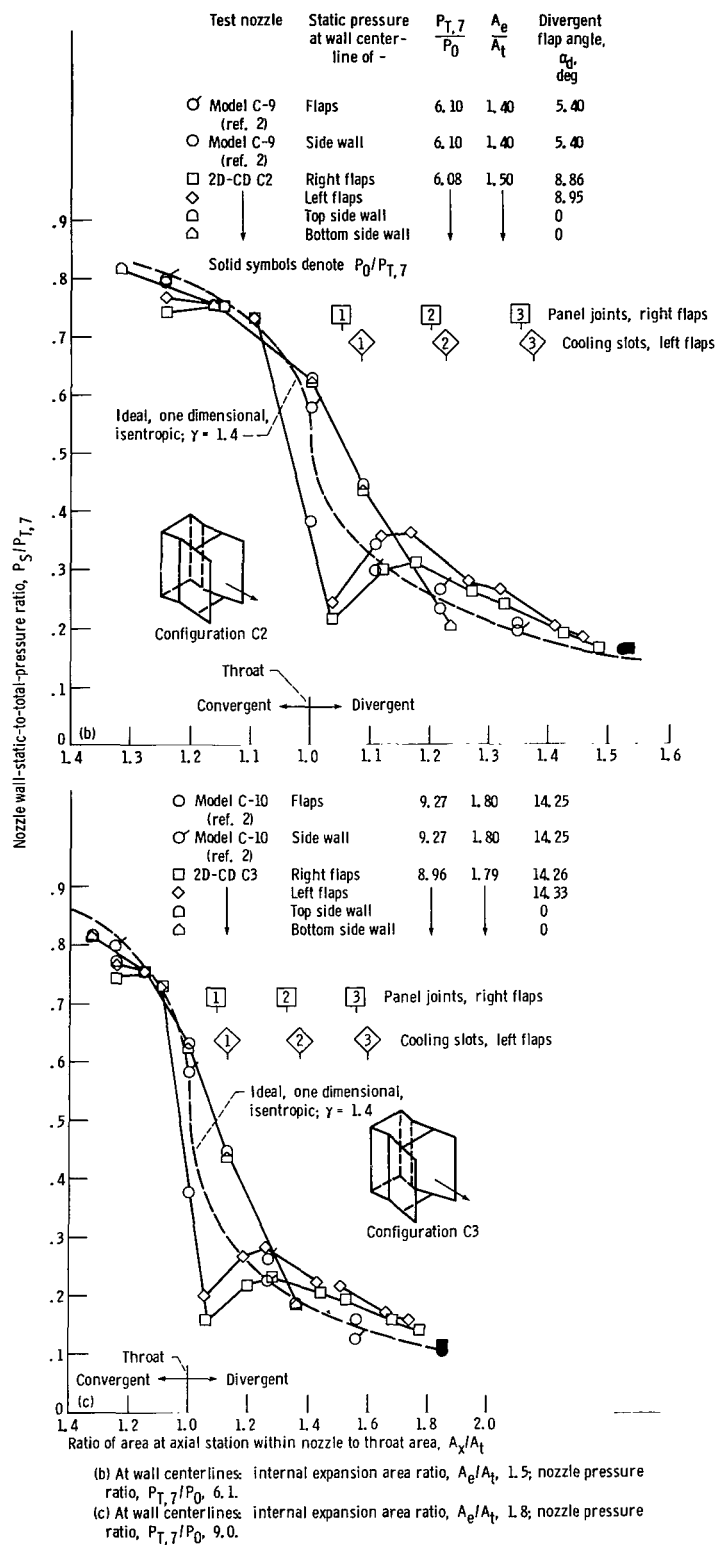 Test nozzle Static pressure at wall center-line of - P_T,7/P_0 A_e/A_t Divergent flap angle, α_d, deg
Model C-9 (ref. 2) Flaps 6.10 1.40 5.40
Model C-9 (ref. 2) Side wall 6.10 1.40 5.40
2D-CD C2 Right flaps 6.08 1.50 8.86
Left flaps 8.95
Top side wall 0
Bottom side wall 0
Solid symbols denote P_0/P_T,7
1 2 3 Panel joints, right flaps
1 2 3 Cooling slots, left flaps
Ideal, one dimensional,
isentropic; γ = 1.4
Configuration C2
Throat
Convergent Divergent
.9
.8
.7
.6
.5
.4
.3
.2
.1
0
(b)
1.4 1.3 1.2 1.1 1.0 1.1 1.2 1.3 1.4 1.5 1.6
Nozzle wall-static-to-total-pressure ratio, P_S/P_T,7
Model C-10 (ref. 2) Flaps 9.27 1.80 14.25
Model C-10 (ref. 2) Side wall 9.27 1.80 14.25
2D-CD C3 Right flaps 8.96 1.79 14.26
Left flaps 14.33
Top side wall 0
Bottom side wall 0
1 2 3 Panel joints, right flaps
1 2 3 Cooling slots, left flaps
Ideal, one dimensional,
isentropic; γ = 1.4
Configuration C3
Throat
Convergent Divergent
.9
.8
.7
.6
.5
.4
.3
.2
.1
0
(c)
1.4 1.2 1.0 1.2 1.4 1.6 1.8 2.0
Ratio of area at axial station within nozzle to throat area, A_x/A_t
(b) At wall centerlines: internal expansion area ratio, A_e/A_t, 1.5; nozzle pressure
ratio, P_T,7/P_0, 6.1.
(c) At wall centerlines: internal expansion area ratio, A_e/A_t, 1.8; nozzle pressure
ratio, P_T,7/P_0, 9.0.